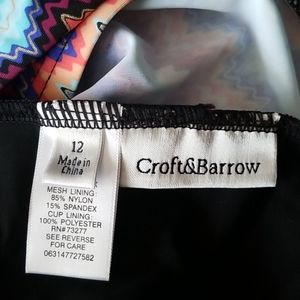 12
Made in
China
Croft&Barrow
MESH LINING:
85% NYLON
15% SPANDEX
CUP LINING:
100% POLYESTER
RN#73277
SEE REVERSE
FOR CARE
063147727582